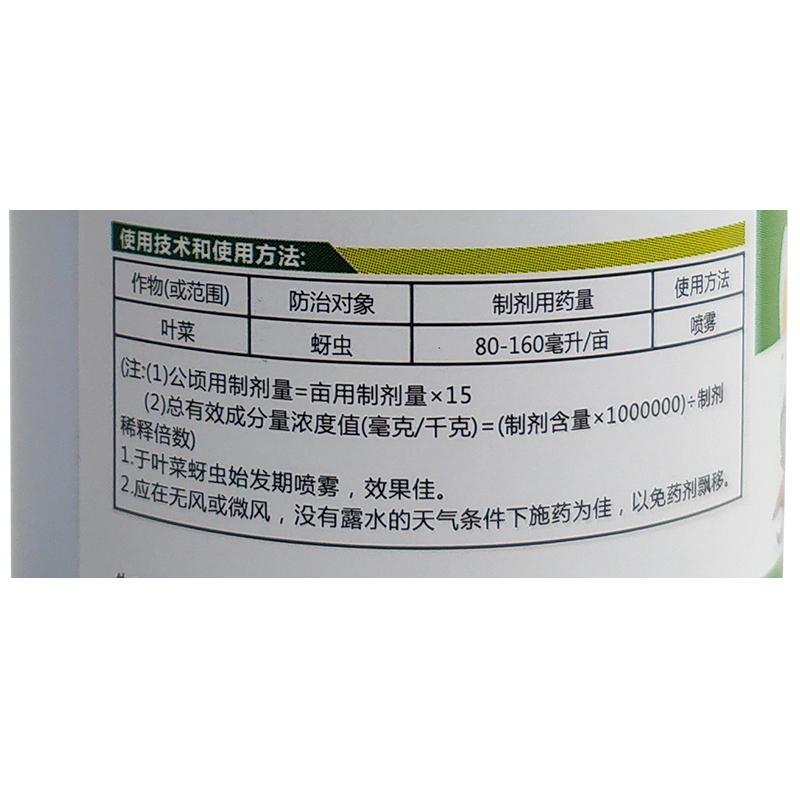 使用技术和使用方法:
作物(或范围) 防治对象 制剂用药量 使用方法
叶菜 蚜虫 80-160毫升/亩 喷雾
(注:(1)公顷用制剂量=亩用制剂量×15
(2)总有效成分量浓度值(毫克/千克)=(制剂含量×1000000)÷制剂
稀释倍数)
1.于叶菜蚜虫始发期喷雾，效果佳。
2.应在无风或微风，没有露水的天气条件下施药为佳，以免药剂飘移。